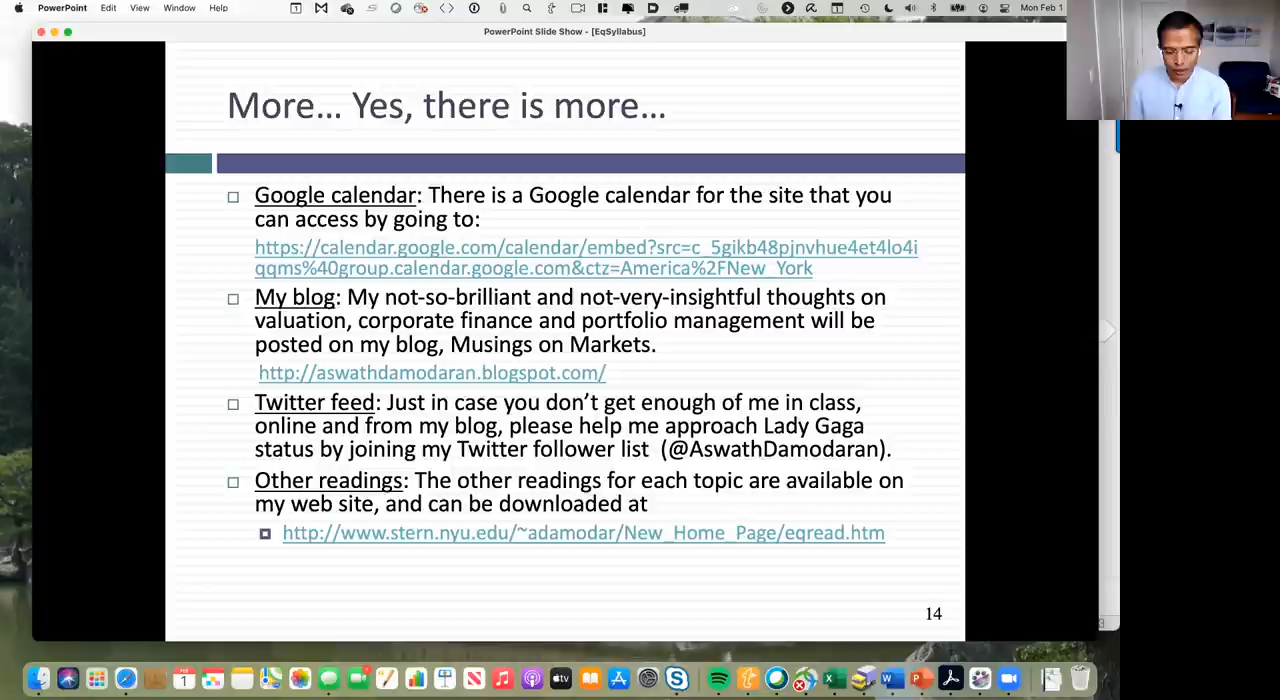 PowerPoint Edit View Window Help
Mon Feb 1
PowerPoint Slide Show - [EqSyllabus]
More... Yes, there is more...
Google calendar: There is a Google calendar for the site that you
can access by going to:
https://calendar.google.com/calendar/embed?src=c_5gikb48pjnvhue4et4lo4i
qqms%40group.calendar.google.com&ctz=America%2FNew_York
My blog: My not-so-brilliant and not-very-insightful thoughts on
valuation, corporate finance and portfolio management will be
posted on my blog, Musings on Markets.
http://aswathdamodaran.blogspot.com/
Twitter feed: Just in case you don’t get enough of me in class,
online and from my blog, please help me approach Lady Gaga
status by joining my Twitter follower list (@AswathDamodaran).
Other readings: The other readings for each topic are available on
my web site, and can be downloaded at
http://www.stern.nyu.edu/~adamodar/New_Home_Page/eqread.htm
14